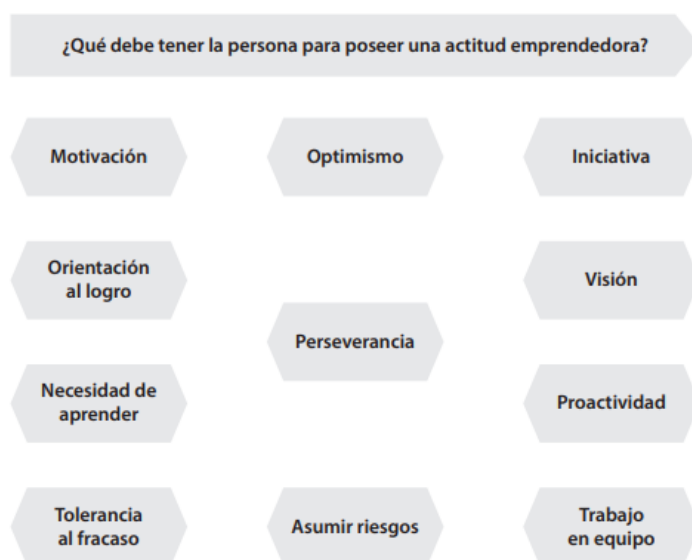 ¿Qué debe tener la persona para poseer una actitud emprendedora?
Motivación
Optimismo
Iniciativa
Orientación
al logro
Visión
Perseverancia
Necesidad de
aprender
Proactividad
Tolerancia
al fracaso
Asumir riesgos
Trabajo
en equipo